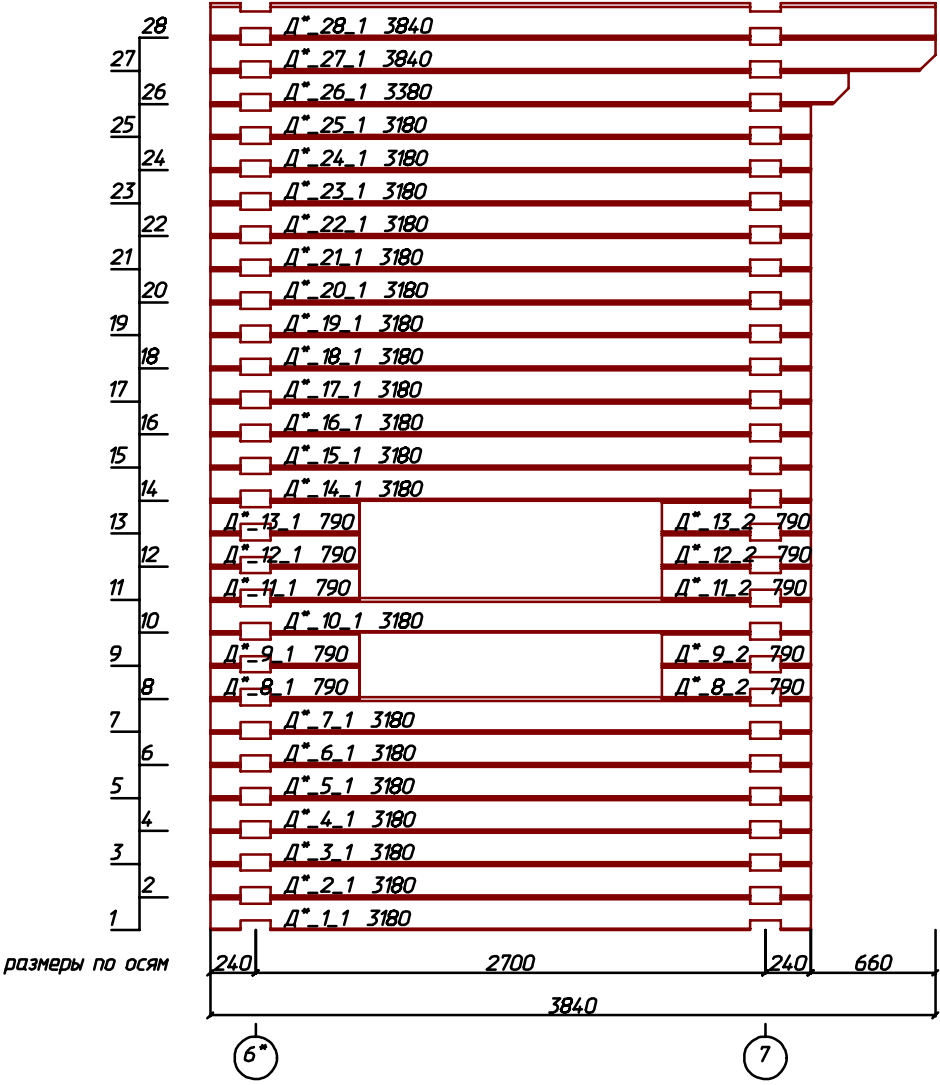 28 Д*_28_1 3840
27 Д*_27_1 3840
26 Д*_26_1 3380
25 Д*_25_1 3180
24 Д*_24_1 3180
23 Д*_23_1 3180
22 Д*_22_1 3180
21 Д*_21_1 3180
20 Д*_20_1 3180
19 Д*_19_1 3180
18 Д*_18_1 3180
17 Д*_17_1 3180
16 Д*_16_1 3180
15 Д*_15_1 3180
14 Д*_14_1 3180
13 Д*_13_1 790 Д*_13_2 790
12 Д*_12_1 790 Д*_12_2 790
11 Д*_11_1 790 Д*_11_2 790
10 Д*_10_1 3180
9 Д*_9_1 790 Д*_9_2 790
8 Д*_8_1 790 Д*_8_2 790
7 Д*_7_1 3180
6 Д*_6_1 3180
5 Д*_5_1 3180
4 Д*_4_1 3180
3 Д*_3_1 3180
2 Д*_2_1 3180
1 Д*_1_1 3180
размеры по осям 240 2700 240 660
3840
6* 7